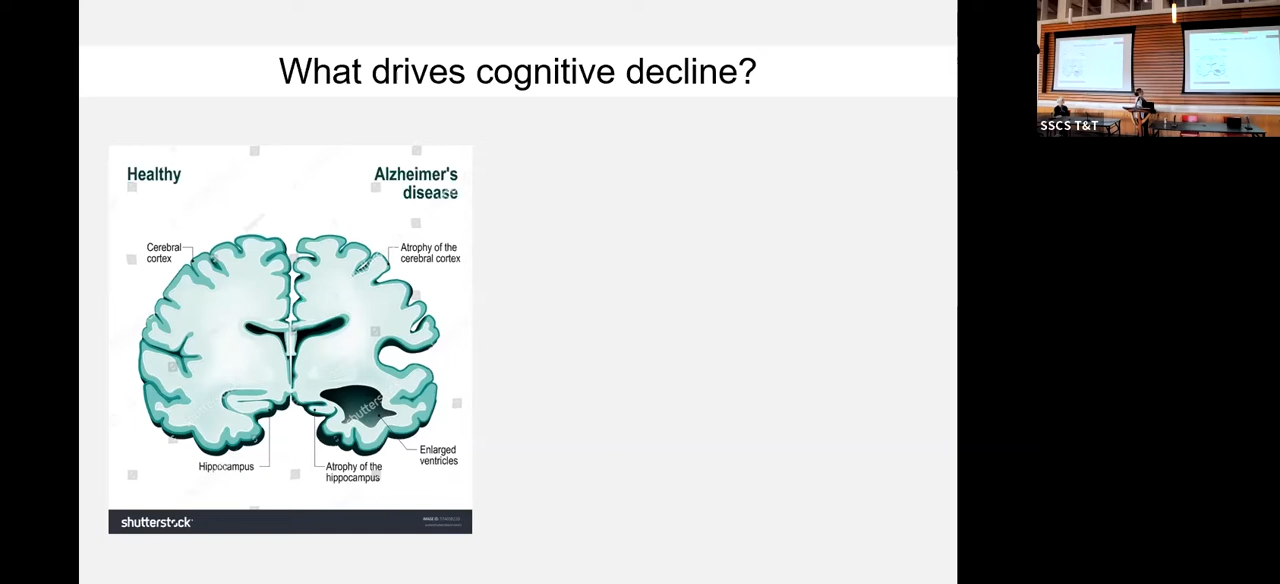 What drives cognitive decline?
SSCS T&T
Healthy
Alzheimer's
disease
Cerebral
cortex
Atrophy of the
cerebral cortex
Hippocampus
Atrophy of the
hippocampus
Enlarged
ventricles
shutterstock